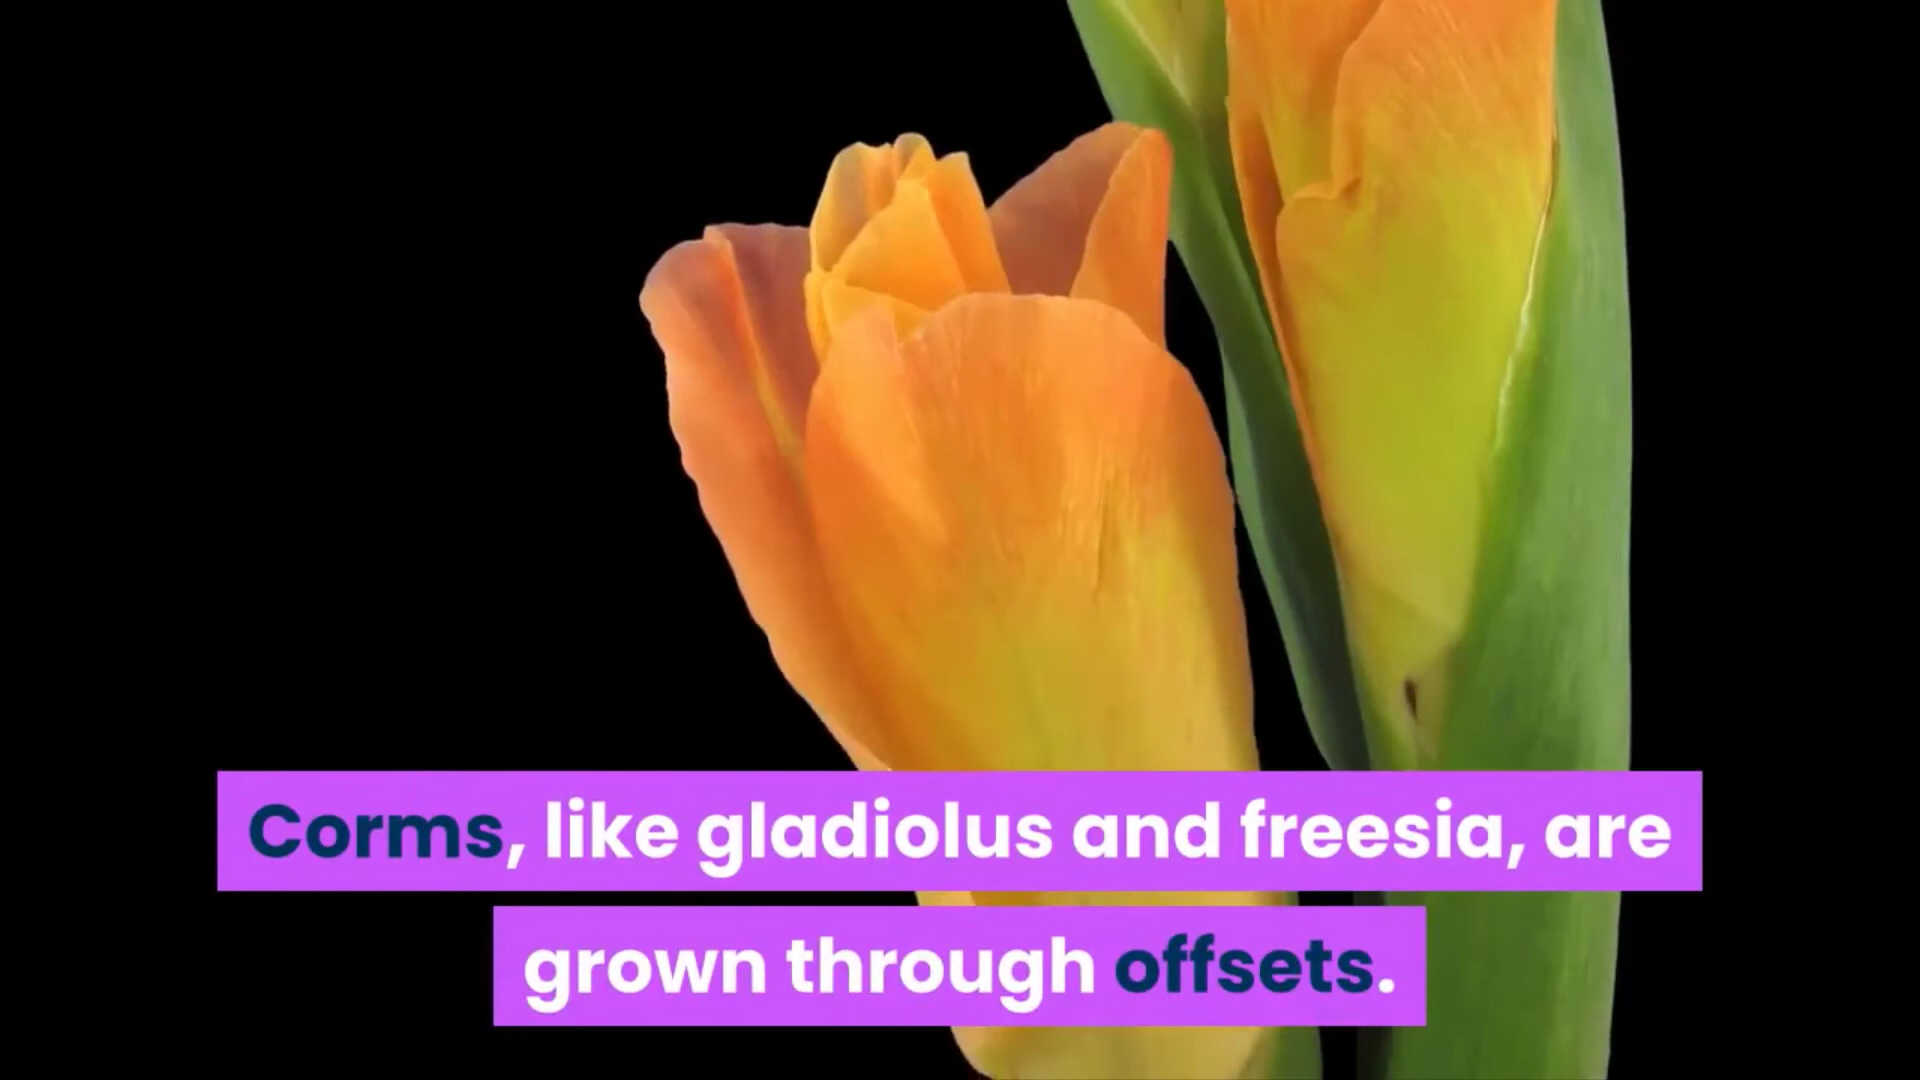 Corms, like gladiolus and freesia, are
grown through offsets.